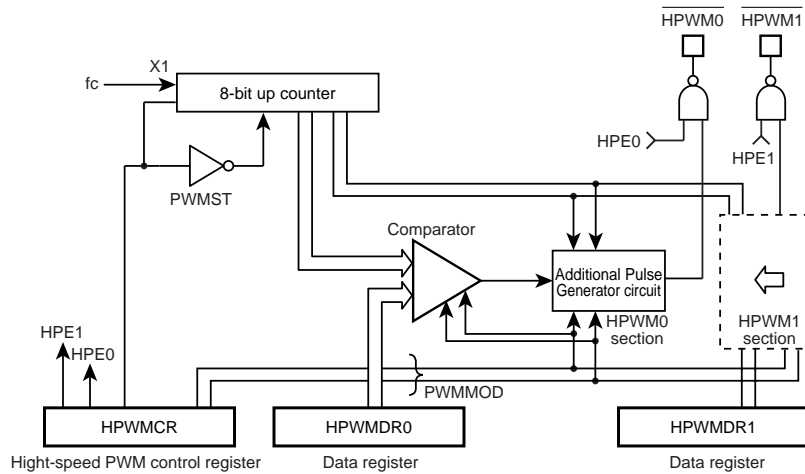 HPWM0
HPWM1
X1
fc
8-bit up counter
HPE0
HPE1
PWMST
Comparator
Additional Pulse
Generator circuit
HPWM0
section
HPWM1
section
HPE1
HPE0
PWMMOD
HPWMCR
HPWMDR0
HPWMDR1
Hight-speed PWM control register
Data register
Data register